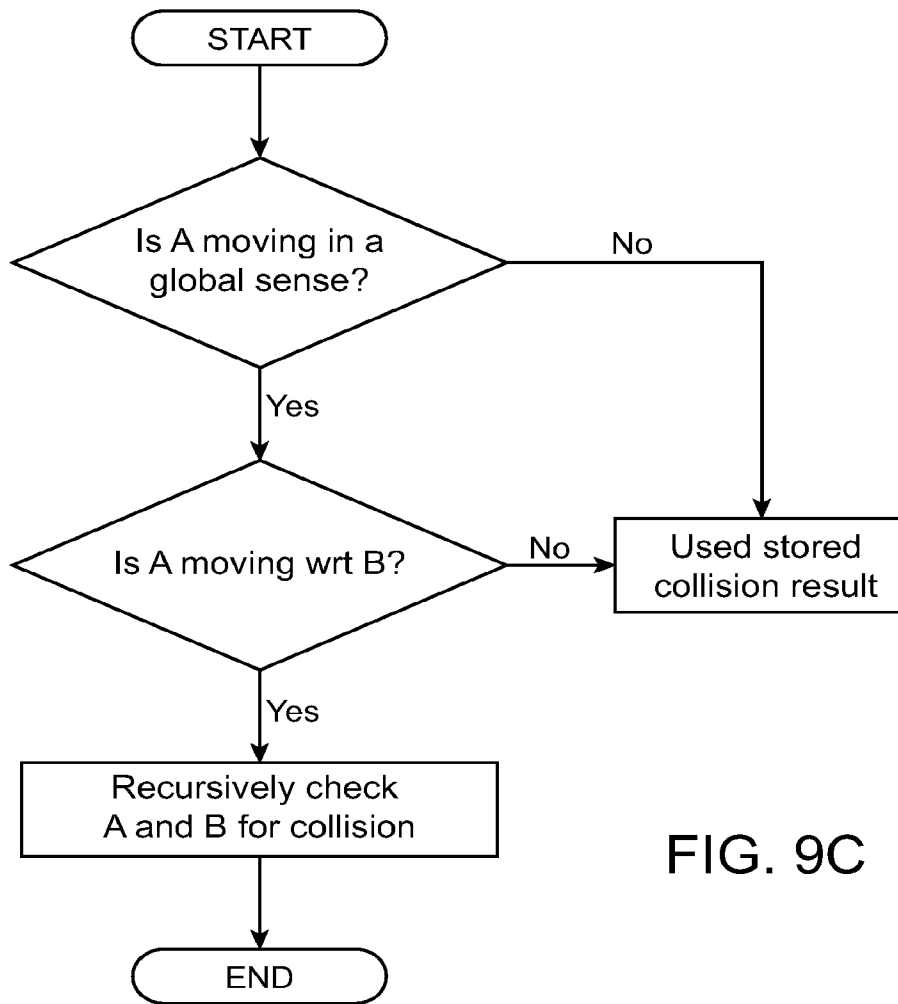 START
Is A moving in a
global sense?
No
Yes
Is A moving wrt B?
No
Used stored
collision result
Yes
Recursively check
A and B for collision
FIG. 9C
END